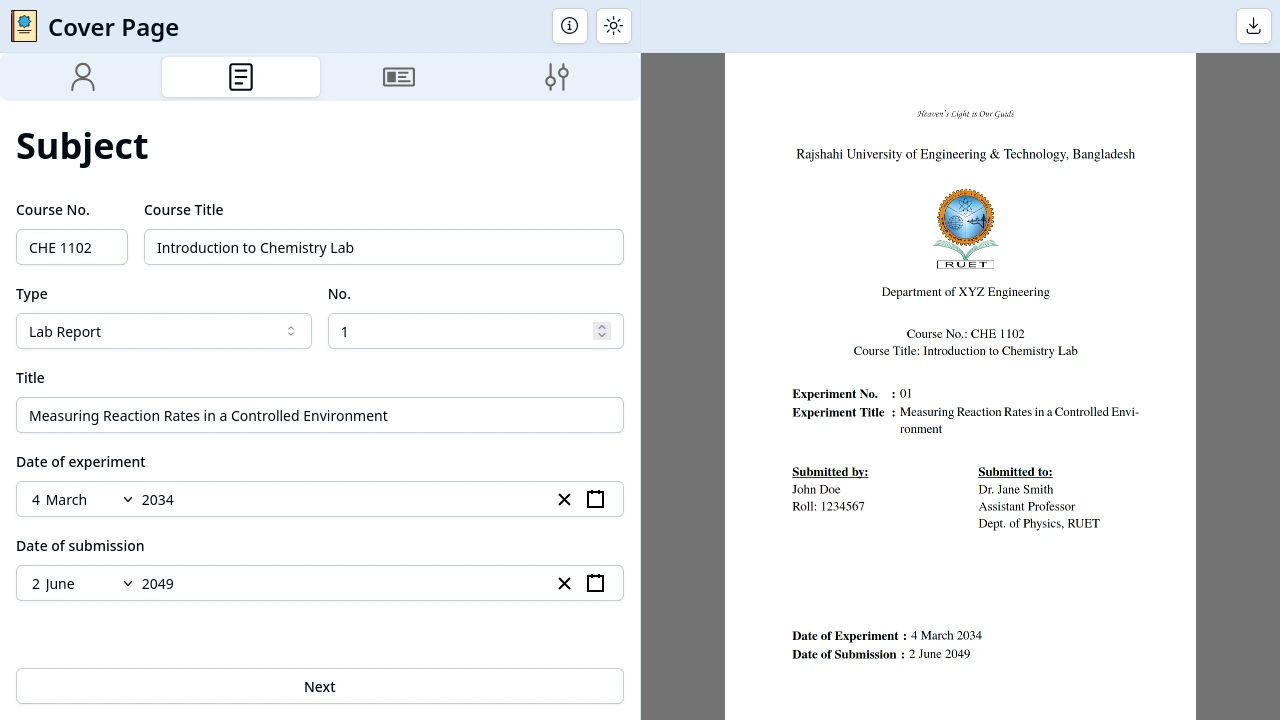 Cover Page
Subject
Course No.
Course Title
CHE 1102
Introduction to Chemistry Lab
Type
No.
Lab Report
1
Title
Measuring Reaction Rates in a Controlled Environment
Date of experiment
4 March 2034
Date of submission
2 June 2049
Next
Heaven's Light is Our Guide
Rajshahi University of Engineering & Technology, Bangladesh
RUET
Department of XYZ Engineering
Course No.: CHE 1102
Course Title: Introduction to Chemistry Lab
Experiment No. : 01
Experiment Title : Measuring Reaction Rates in a Controlled Envi-
ronment
Submitted by:
John Doe
Roll: 1234567
Submitted to:
Dr. Jane Smith
Assistant Professor
Dept. of Physics, RUET
Date of Experiment : 4 March 2034
Date of Submission : 2 June 2049